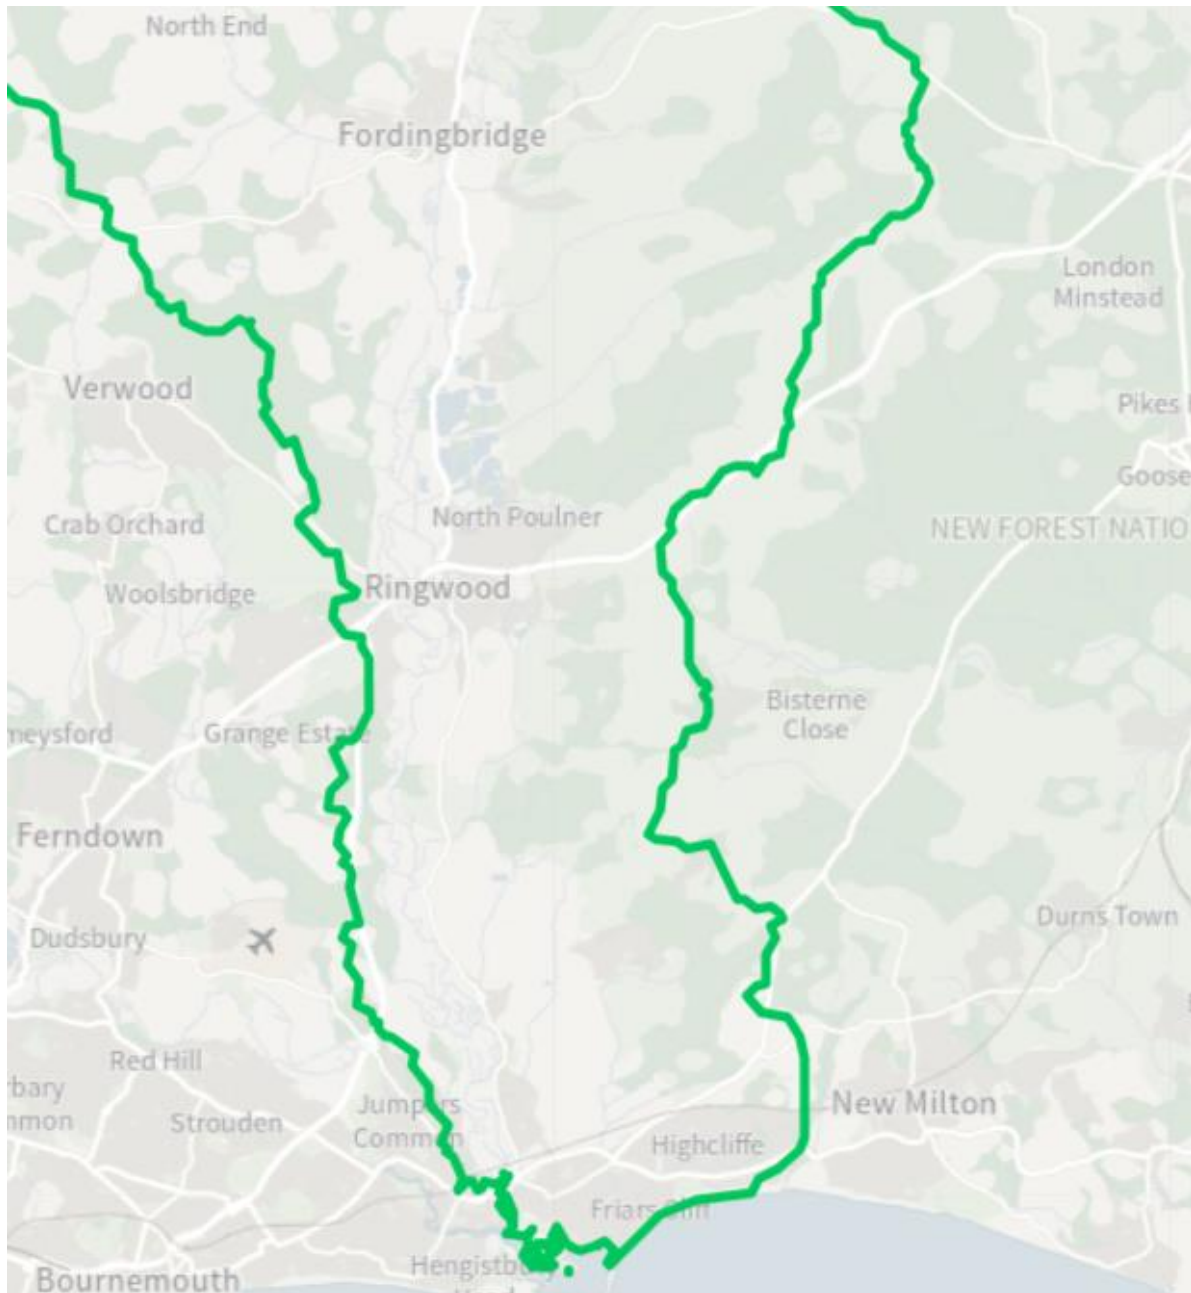 North End
Fordingbridge
London
Minstead
Verwood
Pikes
Goose
Crab Orchard
North Poulner
NEW FOREST NATIO
Ringwood
Woolsbridge
Bisterne
Close
neysford
Grange Estate
Ferndown
Durns Town
Dudsbury
Red Hill
rbary
nmon
New Milton
Strouden
Jumpers
Common
Highcliffe
Friars Cliff
Hengistbury
Bournemouth